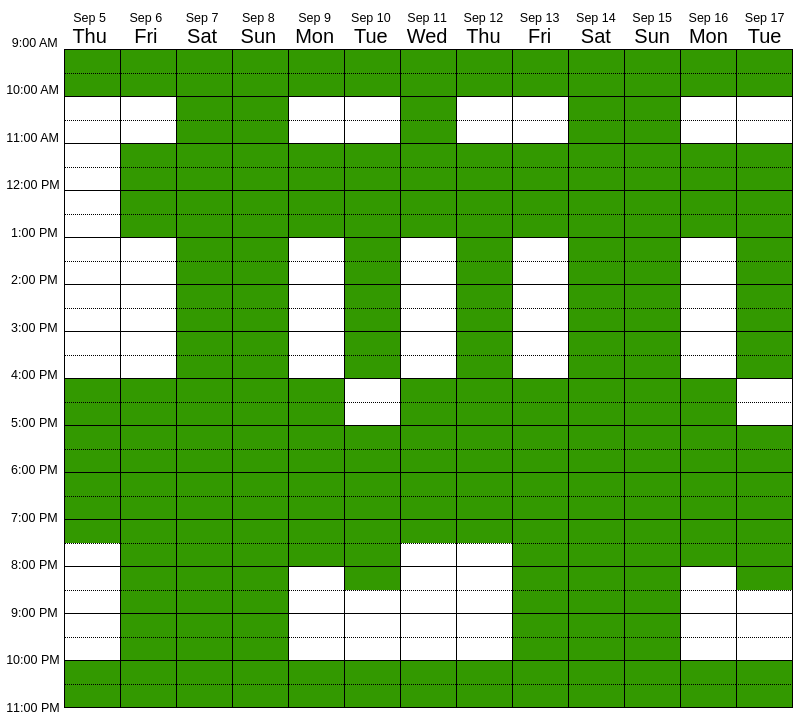 Sep 5 Sep 6 Sep 7 Sep 8 Sep 9 Sep 10 Sep 11 Sep 12 Sep 13 Sep 14 Sep 15 Sep 16 Sep 17
Thu Fri Sat Sun Mon Tue Wed Thu Fri Sat Sun Mon Tue
9:00 AM
10:00 AM
11:00 AM
12:00 PM
1:00 PM
2:00 PM
3:00 PM
4:00 PM
5:00 PM
6:00 PM
7:00 PM
8:00 PM
9:00 PM
10:00 PM
11:00 PM